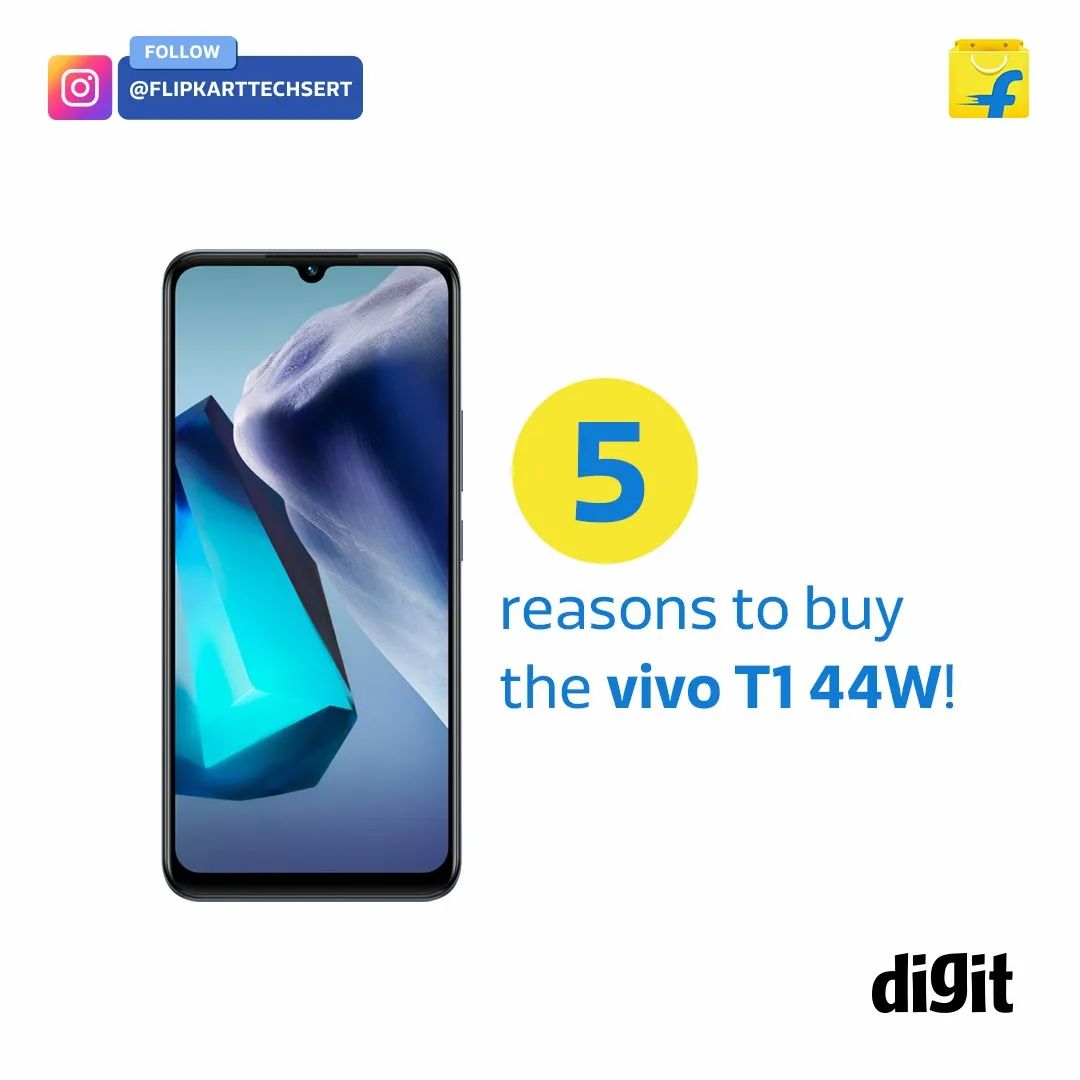 FOLLOW
@FLIPKARTTECHSERT
5
reasons to buy
the vivo T1 44W!
digit